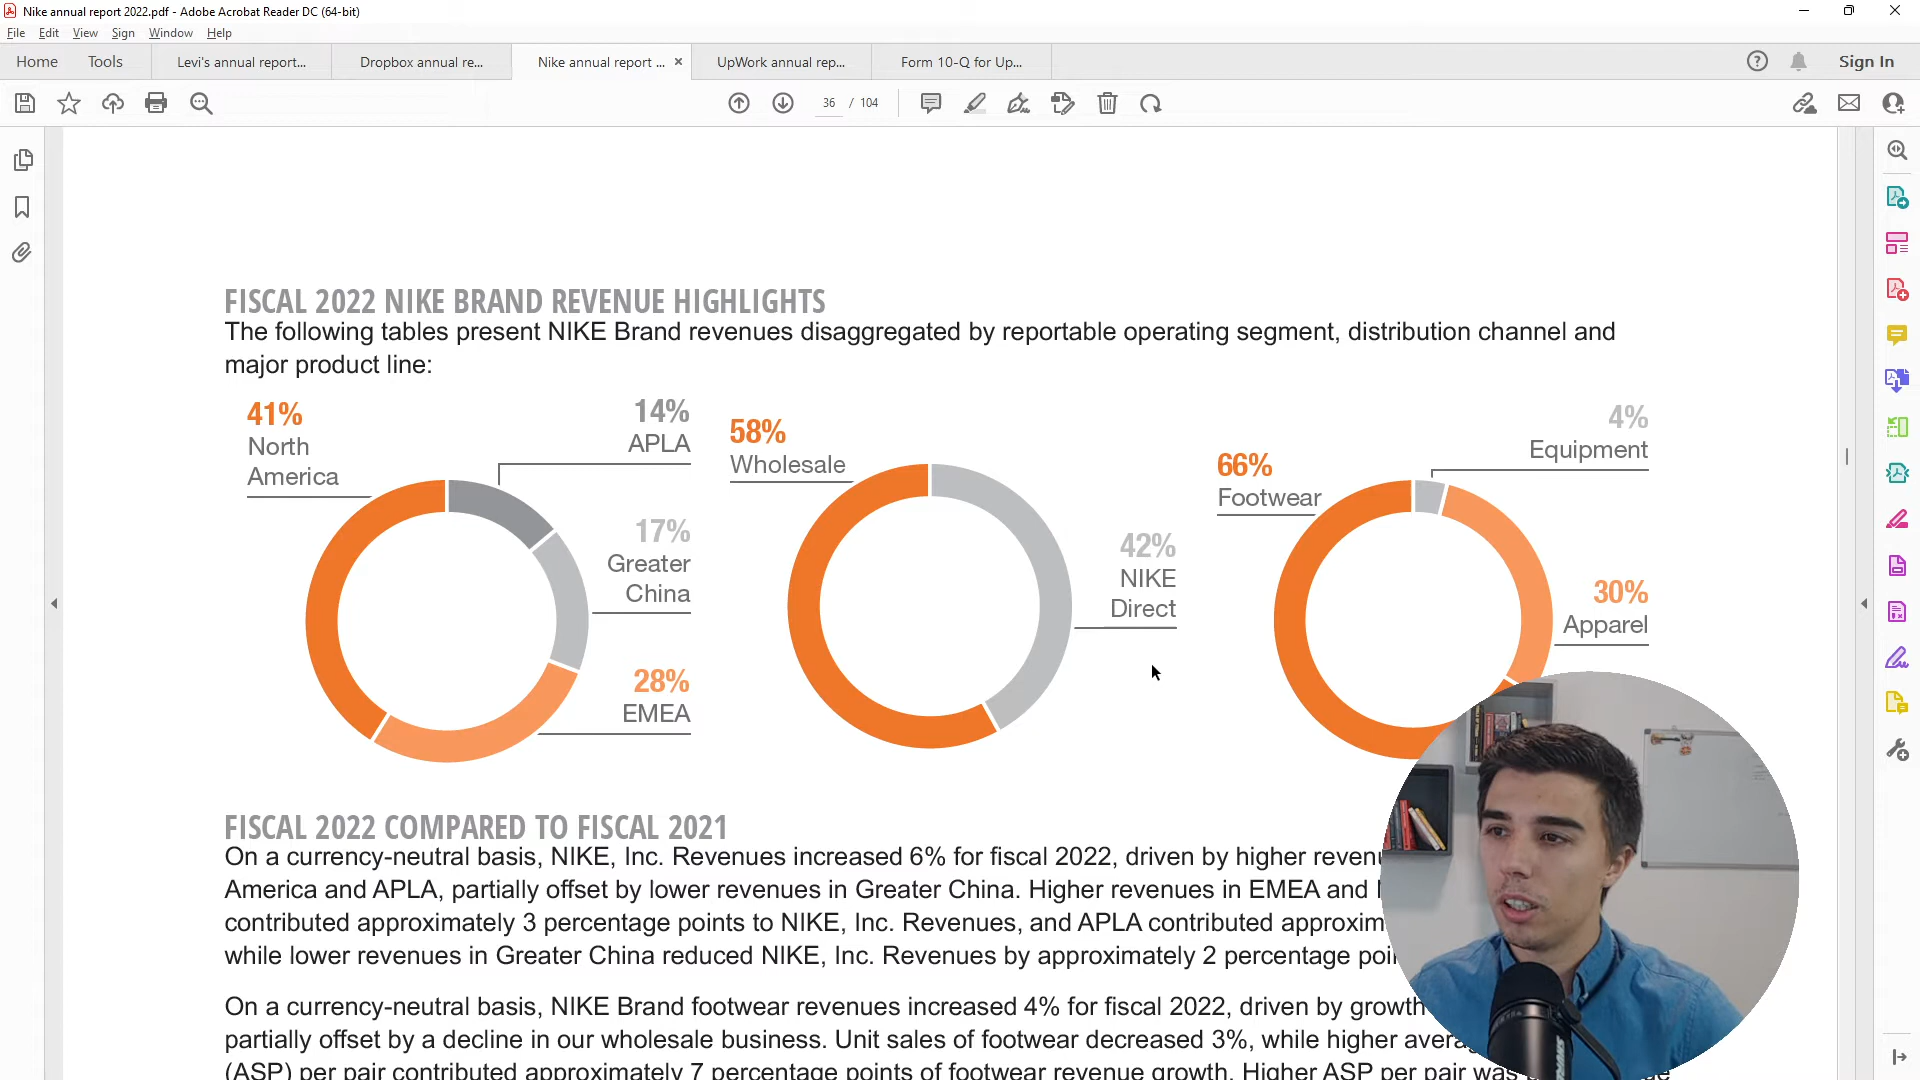 Nike annual report 2022.pdf - Adobe Acrobat Reader DC (64-bit)
File Edit View Sign Window Help
Home Tools Levi's annual report... Dropbox annual re... Nike annual report ... × UpWork annual rep... Form 10-Q for Up... Sign In
36 / 104
FISCAL 2022 NIKE BRAND REVENUE HIGHLIGHTS
The following tables present NIKE Brand revenues disaggregated by reportable operating segment, distribution channel and
major product line:
41%
North
America
14%
APLA
17%
Greater
China
28%
EMEA
58%
Wholesale
42%
NIKE
Direct
66%
Footwear
4%
Equipment
30%
Apparel
FISCAL 2022 COMPARED TO FISCAL 2021
On a currency-neutral basis, NIKE, Inc. Revenues increased 6% for fiscal 2022, driven by higher
America and APLA, partially offset by lower revenues in Greater China. Higher revenues in EMEA and
contributed approximately 3 percentage points to NIKE, Inc. Revenues, and APLA contributed
while lower revenues in Greater China reduced NIKE, Inc. Revenues by approximately 2 percentage
On a currency-neutral basis, NIKE Brand footwear revenues increased 4% for fiscal 2022, driven by growth
partially offset by a decline in our wholesale business. Unit sales of footwear decreased 3%, while higher
(ASP) per pair contributed approximately 7 percentage points of footwear revenue growth. Higher ASP per pair was